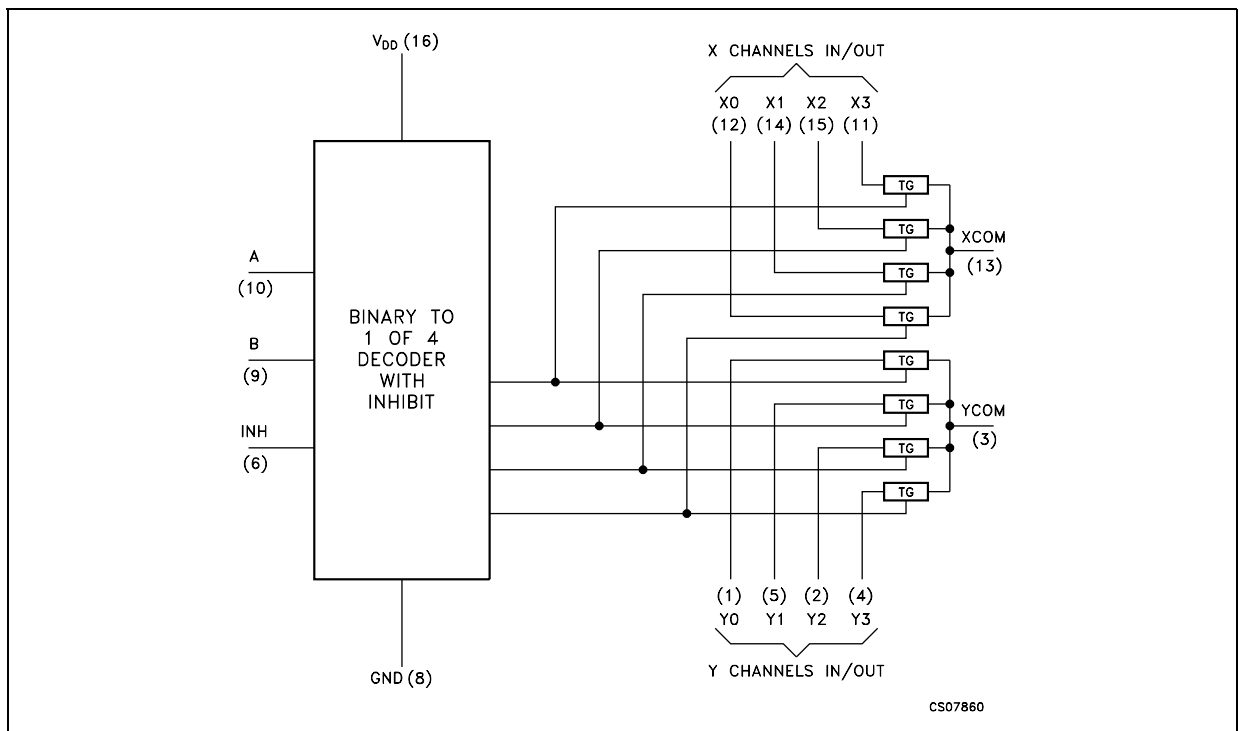 VDD (16)
X CHANNELS IN/OUT
X0 X1 X2 X3
(12) (14) (15) (11)
TG
TG
XCOM
(13)
TG
TG
A
(10)
B
(9)
INH
(6)
BINARY TO
1 OF 4
DECODER
WITH
INHIBIT
TG
TG
YCOM
(3)
TG
TG
(1) (5) (2) (4)
Y0 Y1 Y2 Y3
Y CHANNELS IN/OUT
GND (8)
CS07860